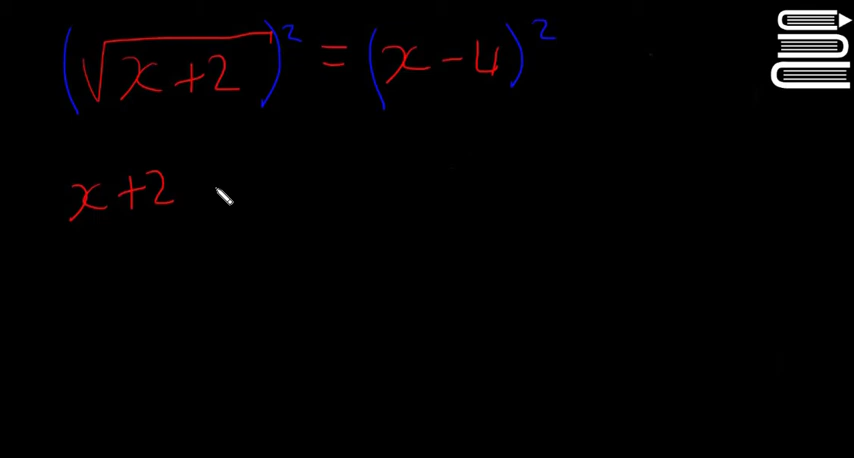 (√(x+2))² = (x-4)²
x+2